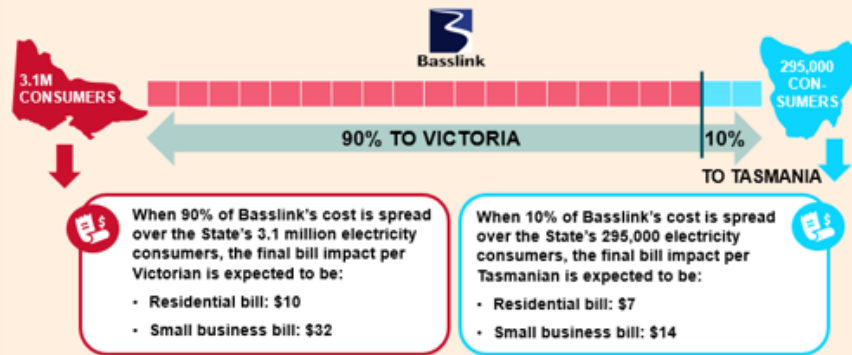 Basslink
3.1M
CONSUMERS
295,000
CON-
SUMERS
90% TO VICTORIA
10%
TO TASMANIA
When 90% of Basslink's cost is spread
over the State's 3.1 million electricity
consumers, the final bill impact per
Victorian is expected to be:
• Residential bill: $10
• Small business bill: $32
When 10% of Basslink's cost is spread
over the State's 295,000 electricity
consumers, the final bill impact per
Tasmanian is expected to be:
• Residential bill: $7
• Small business bill: $14